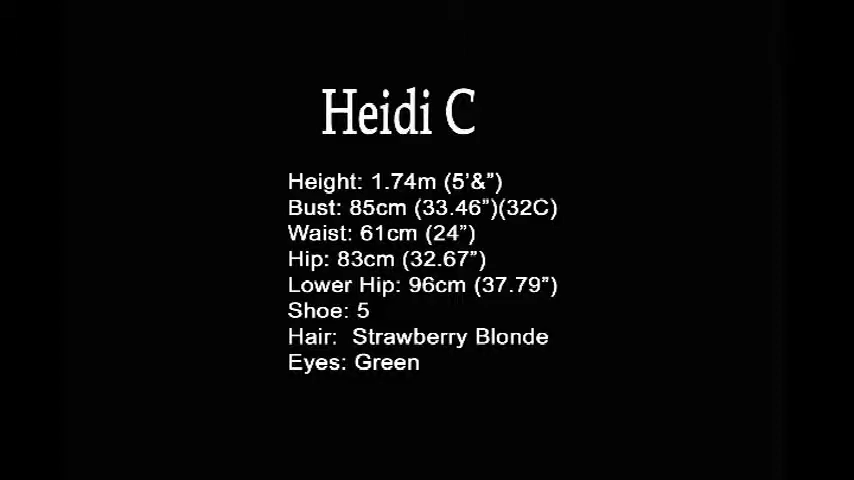 Heidi C
Height: 1.74m (5’&”)
Bust: 85cm (33.46”)(32C)
Waist: 61cm (24”)
Hip: 83cm (32.67”)
Lower Hip: 96cm (37.79”)
Shoe: 5
Hair:  Strawberry Blonde
Eyes: Green